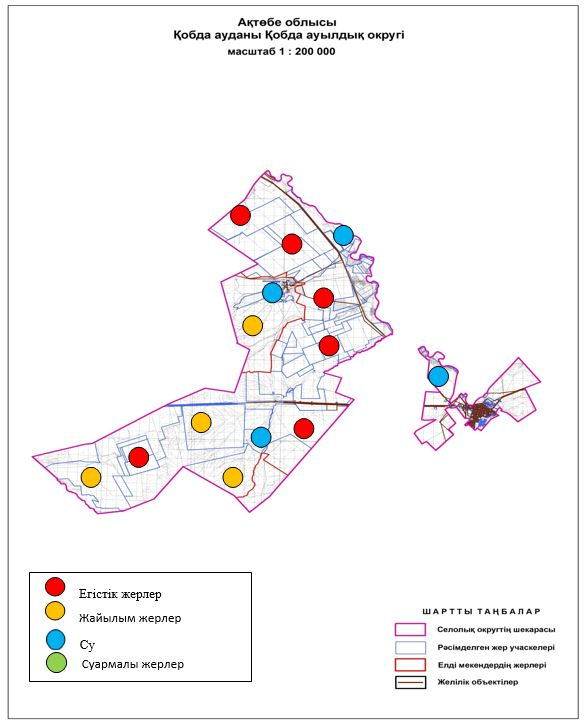 Ақтөбе облысы
Қобда ауданы Қобда ауылдық округі
масштаб 1 : 200 000
Егістік жерлер
Жайылым жерлер
Су
Суармалы жерлер
ШАРТТЫ ТАҢБАЛАР
Селолық округтің шекарасы
Рәсімделген жер учаскелері
Елді мекендердің жерлері
Желілік объектілер